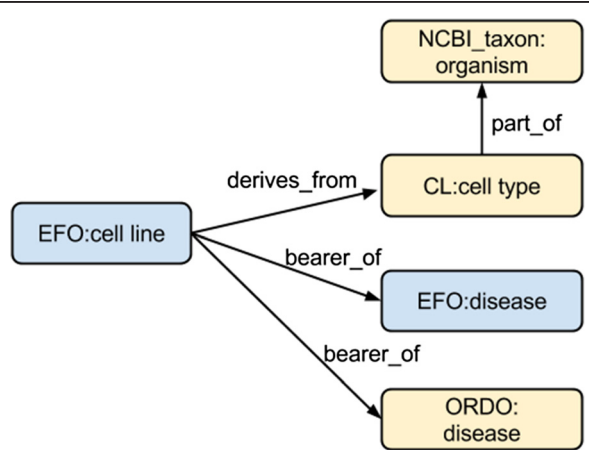 NCBI_taxon:
organism
part_of
derives_from
CL:cell type
EFO:cell line
bearer_of
EFO:disease
bearer_of
ORDO:
disease